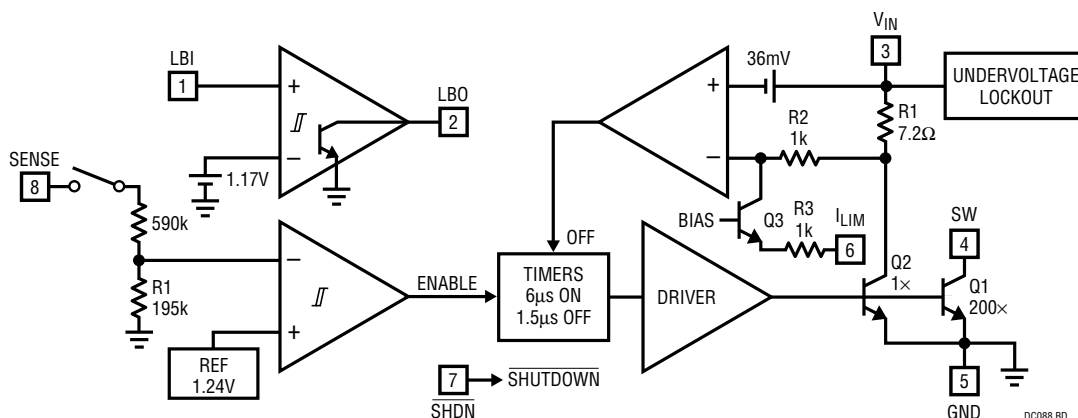 V_IN
3
36mV
UNDERVOLTAGE
LOCKOUT
LBI
1
+
−
LBO
2
1.17V
+
−
R1
7.2Ω
R2
1k
SENSE
8
590k
R1
195k
BIAS
Q3
R3
1k
I_LIM
6
SW
4
OFF
−
+
ENABLE
TIMERS
6µs ON
1.5µs OFF
DRIVER
Q2
1×
Q1
200×
REF
1.24V
7
SHUTDOWN
SHDN
5
GND
DC088 BD